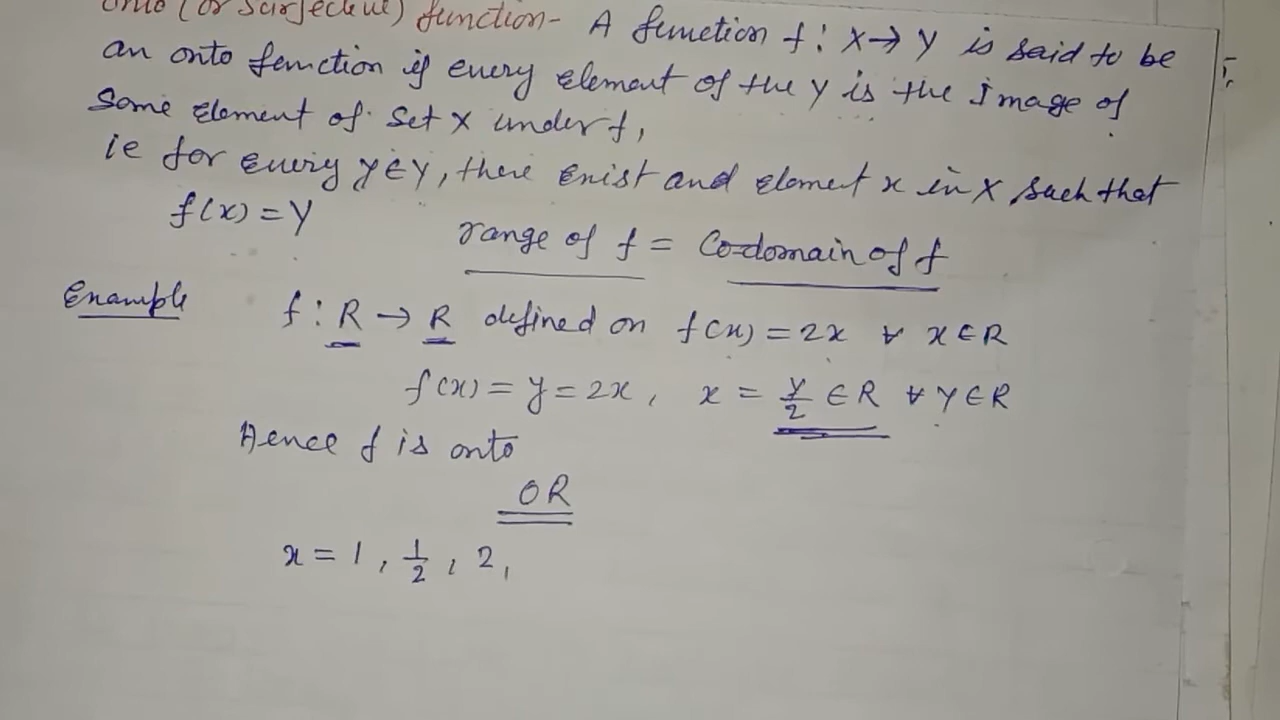 onto (or surjective) function- A function f: X→Y is said to be
an onto function if every element of the Y is the Image of
Some Element of Set X under f,
ie for every y∈Y, there exist and element x in X such that
f(x) = Y
range of f = Co-domain of f
Example f: R → R defined on f(x) = 2x ∀ x∈R
f(x) = y = 2x, x = y/2 ∈R ∀ Y∈R
Hence f is onto
OR
x = 1, 1/2, 2,